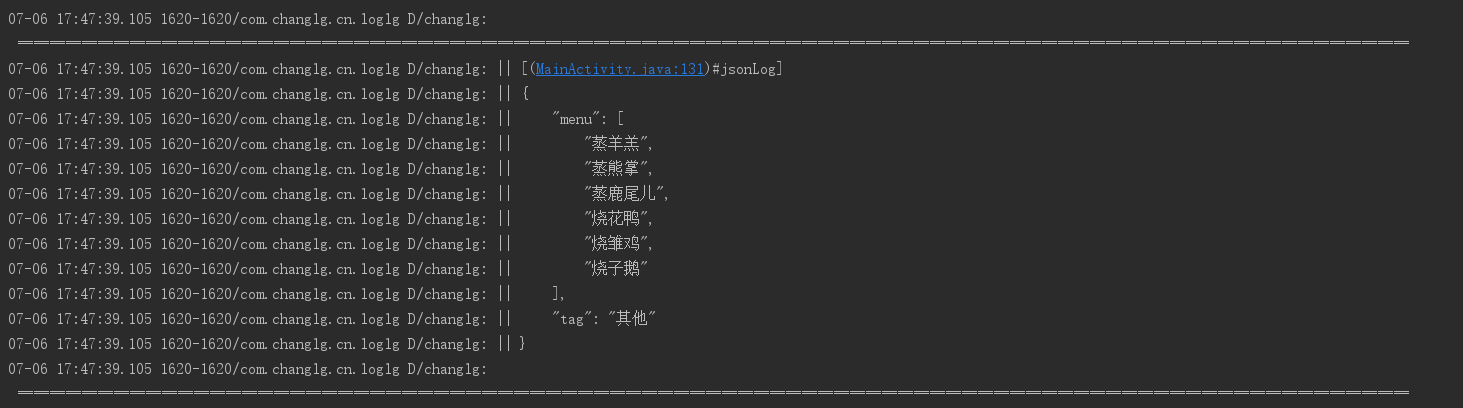 07-06 17:47:39.105 1620-1620/com.changlg.cn.loglg D/changlg:
══════════════════════════════════════════════════════════════════════════════════════
07-06 17:47:39.105 1620-1620/com.changlg.cn.loglg D/changlg: || [(MainActivity.java:131)#jsonLog]
07-06 17:47:39.105 1620-1620/com.changlg.cn.loglg D/changlg: || {
07-06 17:47:39.105 1620-1620/com.changlg.cn.loglg D/changlg: ||     "menu": [
07-06 17:47:39.105 1620-1620/com.changlg.cn.loglg D/changlg: ||         "蒸羊羔",
07-06 17:47:39.105 1620-1620/com.changlg.cn.loglg D/changlg: ||         "蒸熊掌",
07-06 17:47:39.105 1620-1620/com.changlg.cn.loglg D/changlg: ||         "蒸鹿尾儿",
07-06 17:47:39.105 1620-1620/com.changlg.cn.loglg D/changlg: ||         "烧花鸭",
07-06 17:47:39.105 1620-1620/com.changlg.cn.loglg D/changlg: ||         "烧雏鸡",
07-06 17:47:39.105 1620-1620/com.changlg.cn.loglg D/changlg: ||         "烧子鹅"
07-06 17:47:39.105 1620-1620/com.changlg.cn.loglg D/changlg: ||     ],
07-06 17:47:39.105 1620-1620/com.changlg.cn.loglg D/changlg: ||     "tag": "其他"
07-06 17:47:39.105 1620-1620/com.changlg.cn.loglg D/changlg: || }
07-06 17:47:39.105 1620-1620/com.changlg.cn.loglg D/changlg:
══════════════════════════════════════════════════════════════════════════════════════